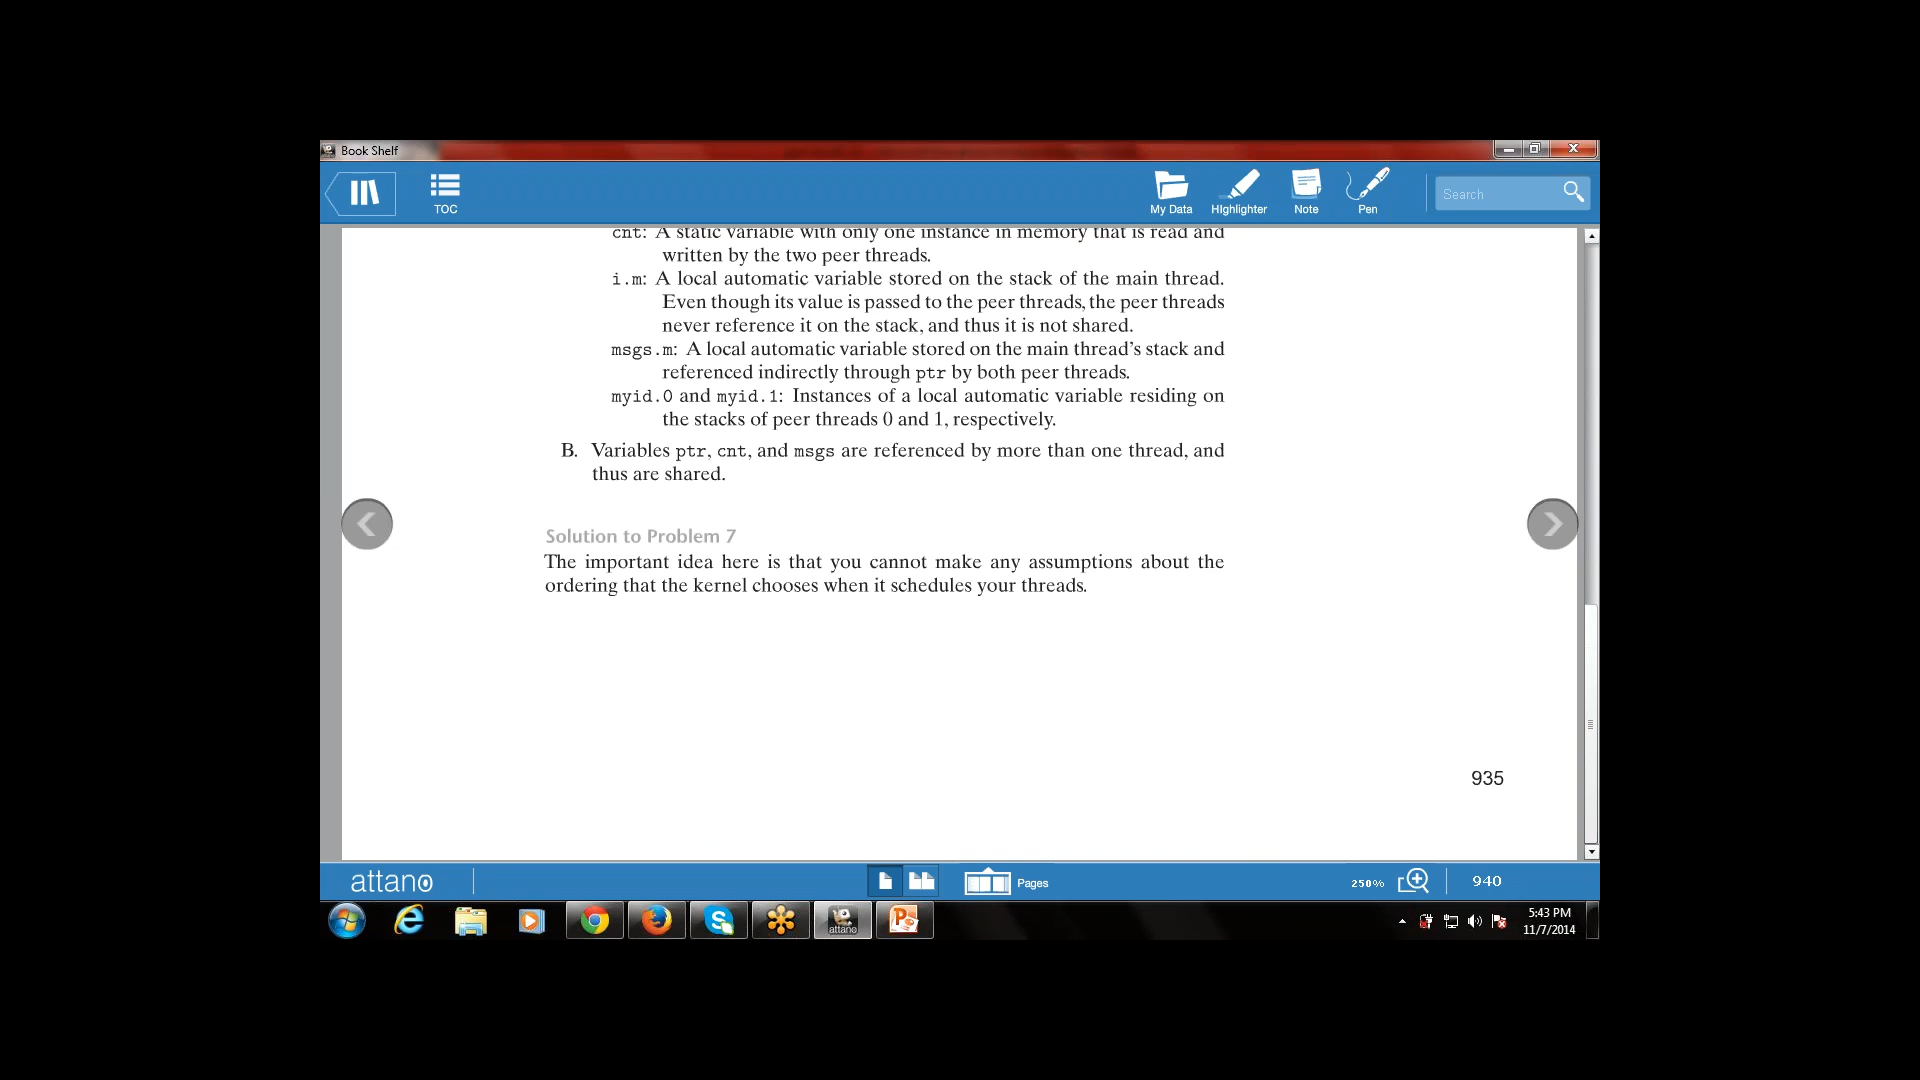 Book Shelf
TOC
My Data
HIghlighter
Note
Pen
Search
cnt: A static variable with only one instance in memory that is read and
written by the two peer threads.
i.m: A local automatic variable stored on the stack of the main thread.
Even though its value is passed to the peer threads, the peer threads
never reference it on the stack, and thus it is not shared.
msgs.m: A local automatic variable stored on the main thread's stack and
referenced indirectly through ptr by both peer threads.
myid.0 and myid.1: Instances of a local automatic variable residing on
the stacks of peer threads 0 and 1, respectively.
B. Variables ptr, cnt, and msgs are referenced by more than one thread, and
thus are shared.
Solution to Problem 7
The important idea here is that you cannot make any assumptions about the
ordering that the kernel chooses when it schedules your threads.
935
attano
Pages
250%
940
attano
5:43 PM
11/7/2014